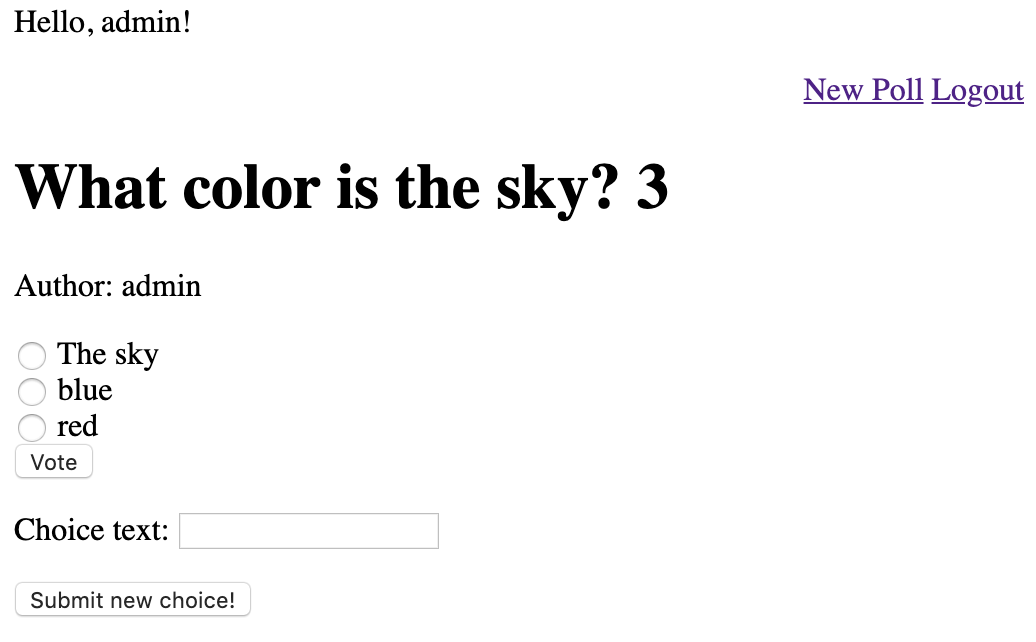 Hello, admin!
New Poll Logout
What color is the sky? 3
Author: admin
The sky
blue
red
Vote
Choice text:
Submit new choice!